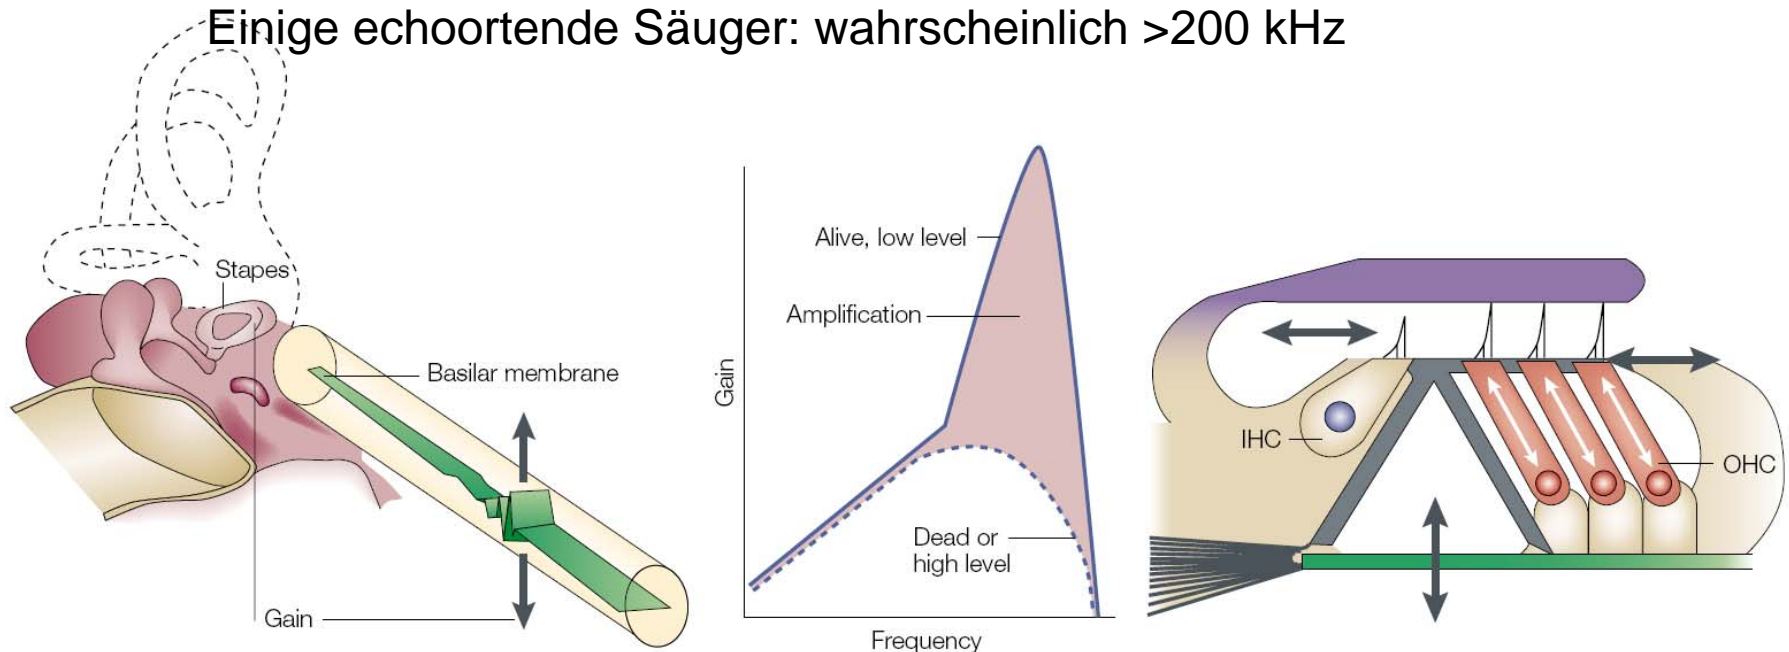 Einige echoortende Säuger: wahrscheinlich >200 kHz
Stapes
Basilar membrane
Gain
Gain
Alive, low level
Amplification
Dead or
high level
Frequency
IHC
OHC